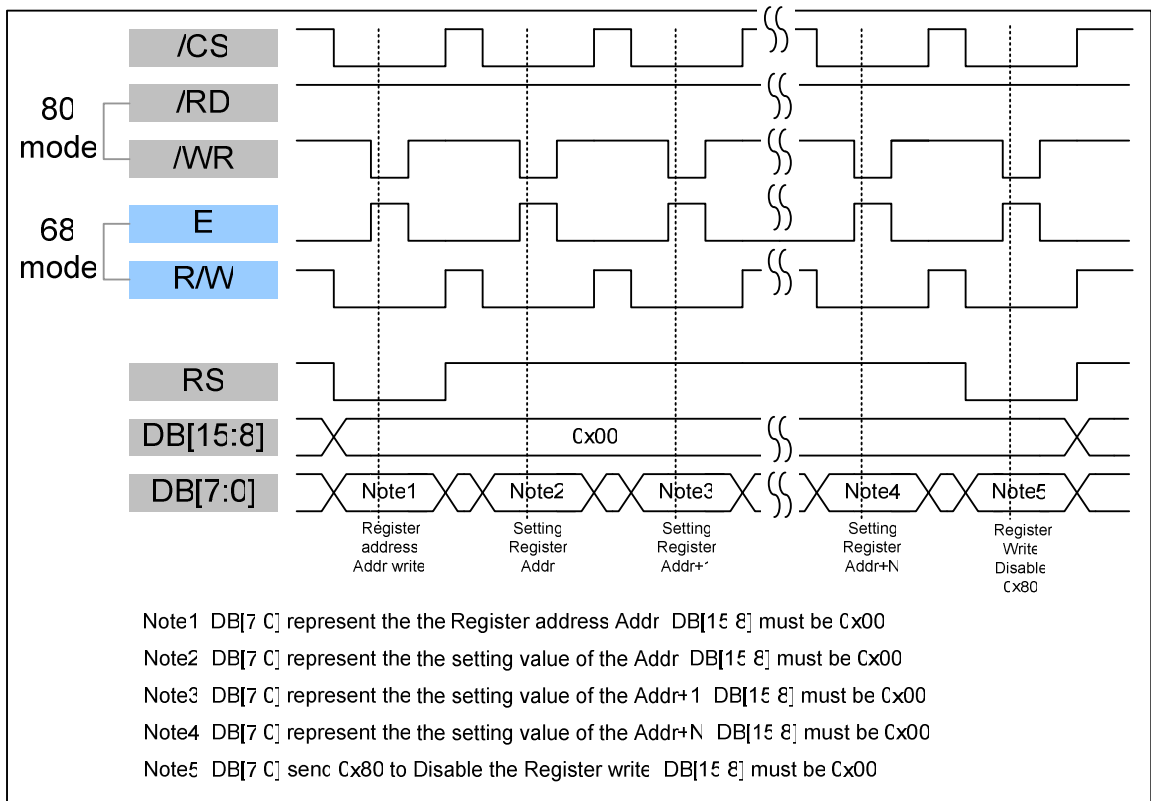 /CS
80 mode
/RD
/WR
68 mode
E
R/W
RS
DB[15:8]
0x00
DB[7:0]
Note1
Note2
Note3
Note4
Note5
Register address Addr write
Setting Register Addr
Setting Register Addr+1
Setting Register Addr+N
Register Write Disable 0x80
Note1 DB[7 0] represent the the Register address Addr DB[15 8] must be 0x00
Note2 DB[7 0] represent the the setting value of the Addr DB[15 8] must be 0x00
Note3 DB[7 0] represent the the setting value of the Addr+1 DB[15 8] must be 0x00
Note4 DB[7 0] represent the the setting value of the Addr+N DB[15 8] must be 0x00
Note5 DB[7 0] send 0x80 to Disable the Register write DB[15 8] must be 0x00